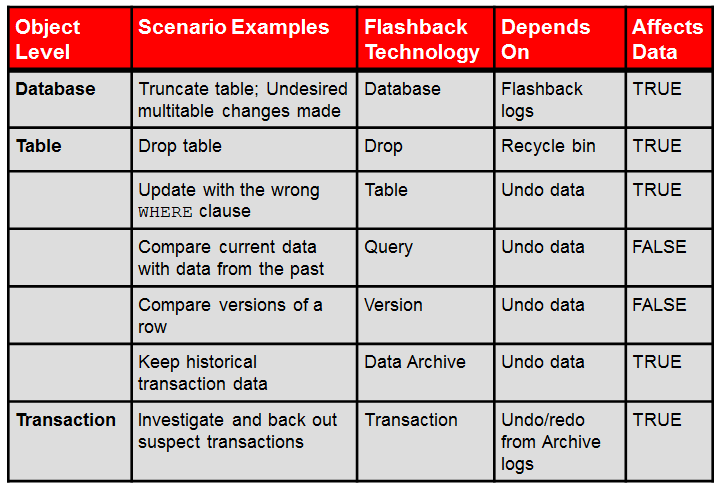 Object Level Scenario Examples Flashback Technology Depends On Affects Data
Database Truncate table; Undesired multitable changes made Database Flashback logs TRUE
Table Drop table Drop Recycle bin TRUE
Update with the wrong WHERE clause Table Undo data TRUE
Compare current data with data from the past Query Undo data FALSE
Compare versions of a row Version Undo data FALSE
Keep historical transaction data Data Archive Undo data TRUE
Transaction Investigate and back out suspect transactions Transaction Undo/redo from Archive logs TRUE